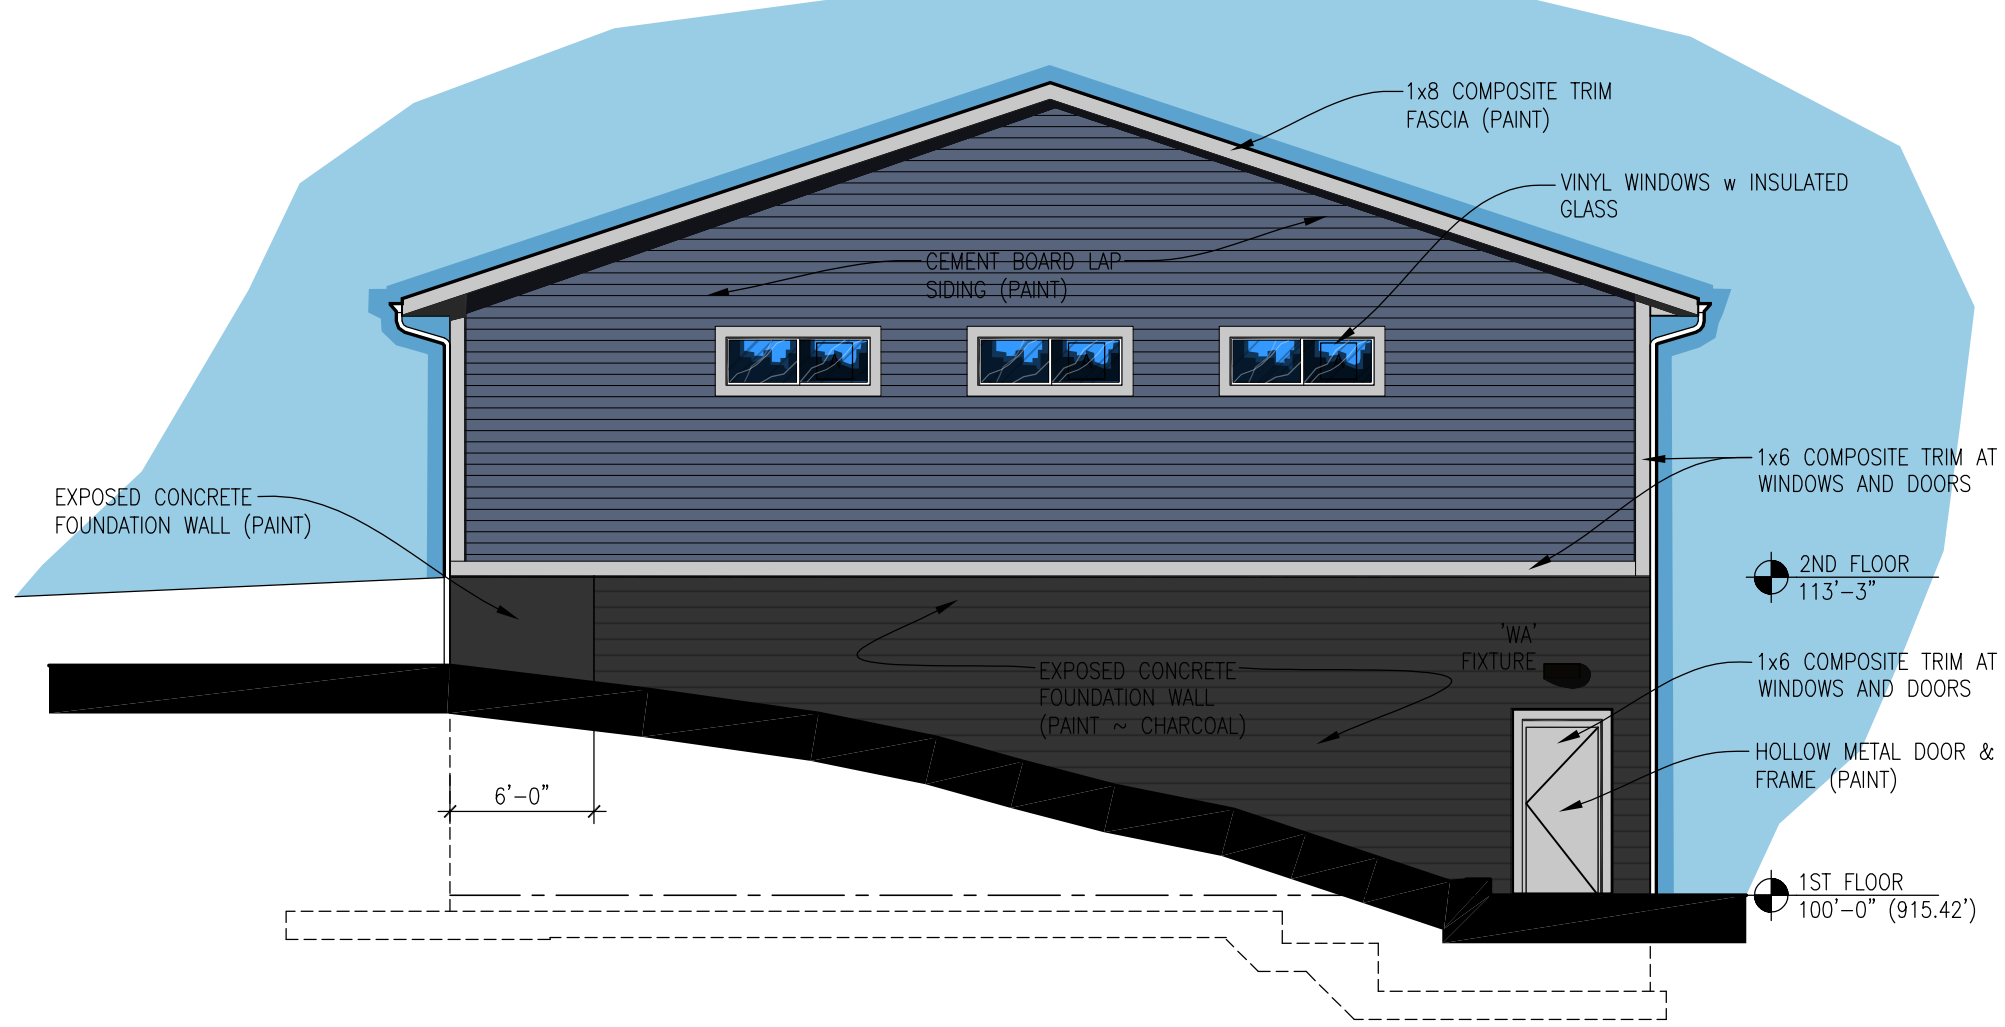 1x8 COMPOSITE TRIM
FASCIA (PAINT)
VINYL WINDOWS w INSULATED
GLASS
CEMENT BOARD LAP
SIDING (PAINT)
1x6 COMPOSITE TRIM AT
WINDOWS AND DOORS
EXPOSED CONCRETE
FOUNDATION WALL (PAINT)
2ND FLOOR
113'-3"
'WA'
FIXTURE
EXPOSED CONCRETE
FOUNDATION WALL
(PAINT ~ CHARCOAL)
1x6 COMPOSITE TRIM AT
WINDOWS AND DOORS
HOLLOW METAL DOOR &
FRAME (PAINT)
6'-0"
1ST FLOOR
100'-0" (915.42')